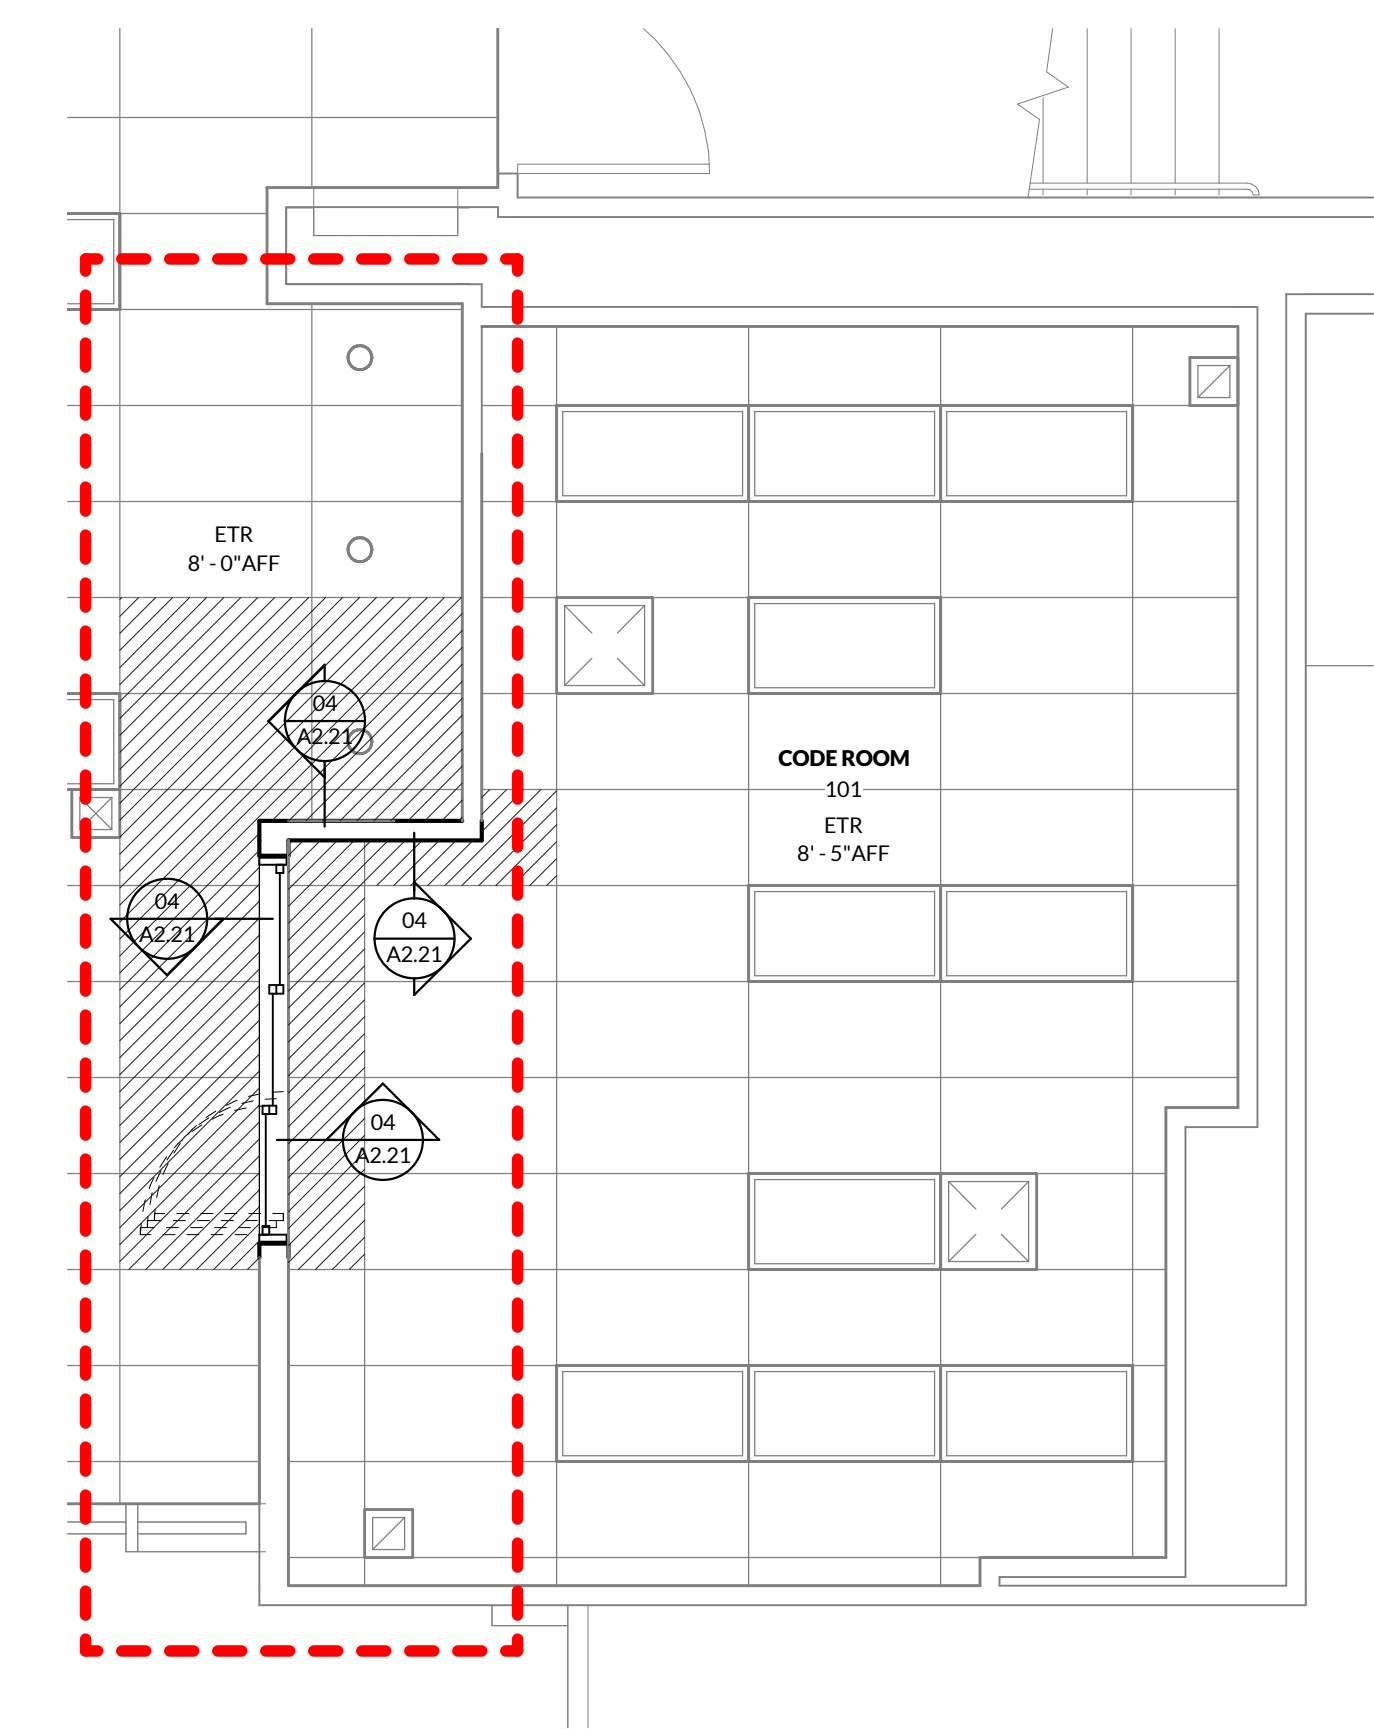 ETR
8' - 0"AFF
04
A2.21
CODE ROOM
101
ETR
8' - 5"AFF
04
A2.21
04
A2.21
04
A2.21